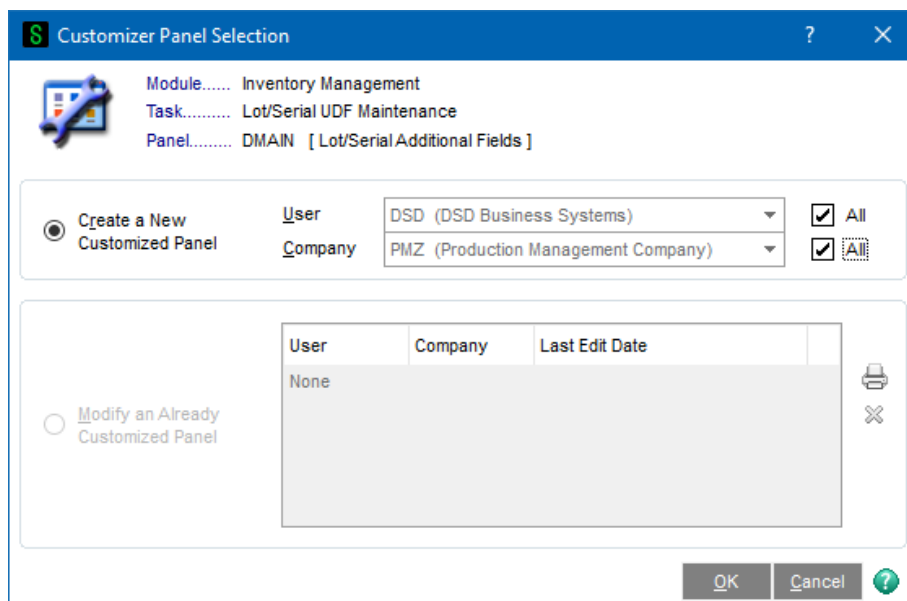 Customizer Panel Selection ?
Module...... Inventory Management
Task.......... Lot/Serial UDF Maintenance
Panel......... DMAIN [ Lot/Serial Additional Fields ]
Create a New
Customized Panel
User DSD (DSD Business Systems) All
Company PMZ (Production Management Company) All
User Company Last Edit Date
None
Modify an Already
Customized Panel
OK Cancel ?